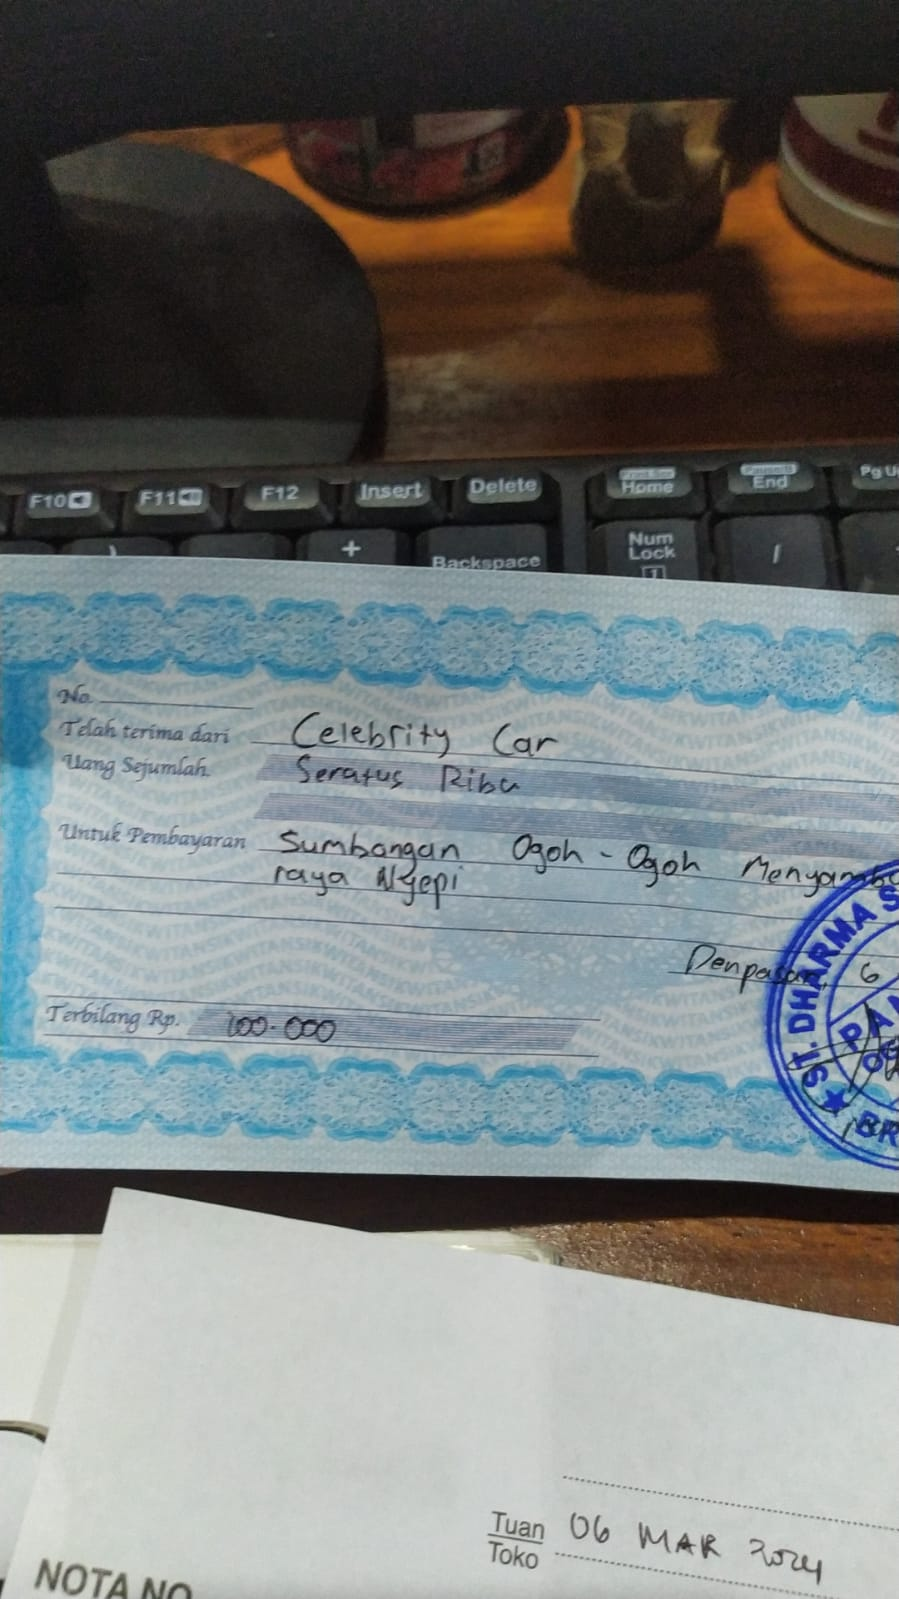 F10 F11 F12 Insert Delete Home End
+ Backspace Num Lock /
1
No.
Telah terima dari Celebrity Car
Uang Sejumlah Seratus Ribu
Untuk Pembayaran Sumbangan Ogoh - Ogoh
raya Nyepi
Denpasar, 6
Terbilang Rp. 100.000
ST. DHARMA
Tuan 06 MAR 2024
Toko
NOTA NO